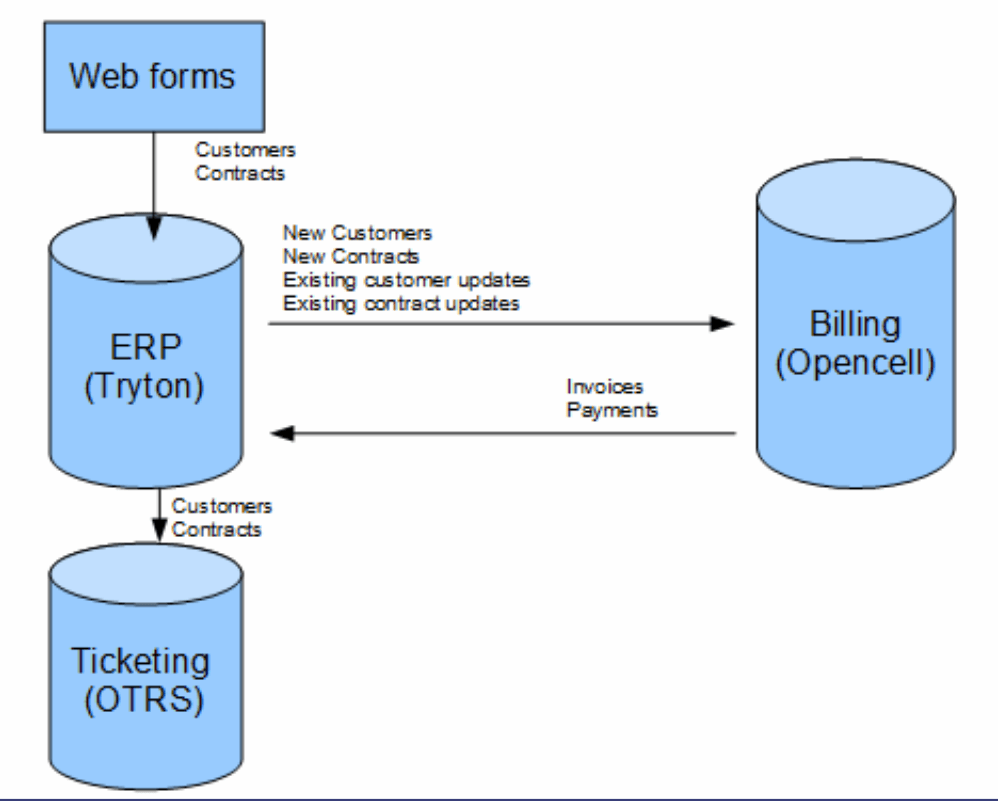 Web forms
Customers
Contracts
New Customers
New Contracts
Existing customer updates
Existing contract updates
ERP
(Tryton)
Billing
(Opencell)
Invoices
Payments
Customers
Contracts
Ticketing
(OTRS)